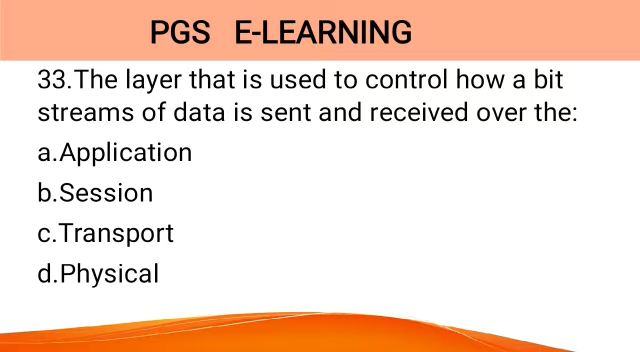 PGS E-LEARNING
33.The layer that is used to control how a bit
streams of data is sent and received over the:
a.Application
b.Session
c.Transport
d.Physical